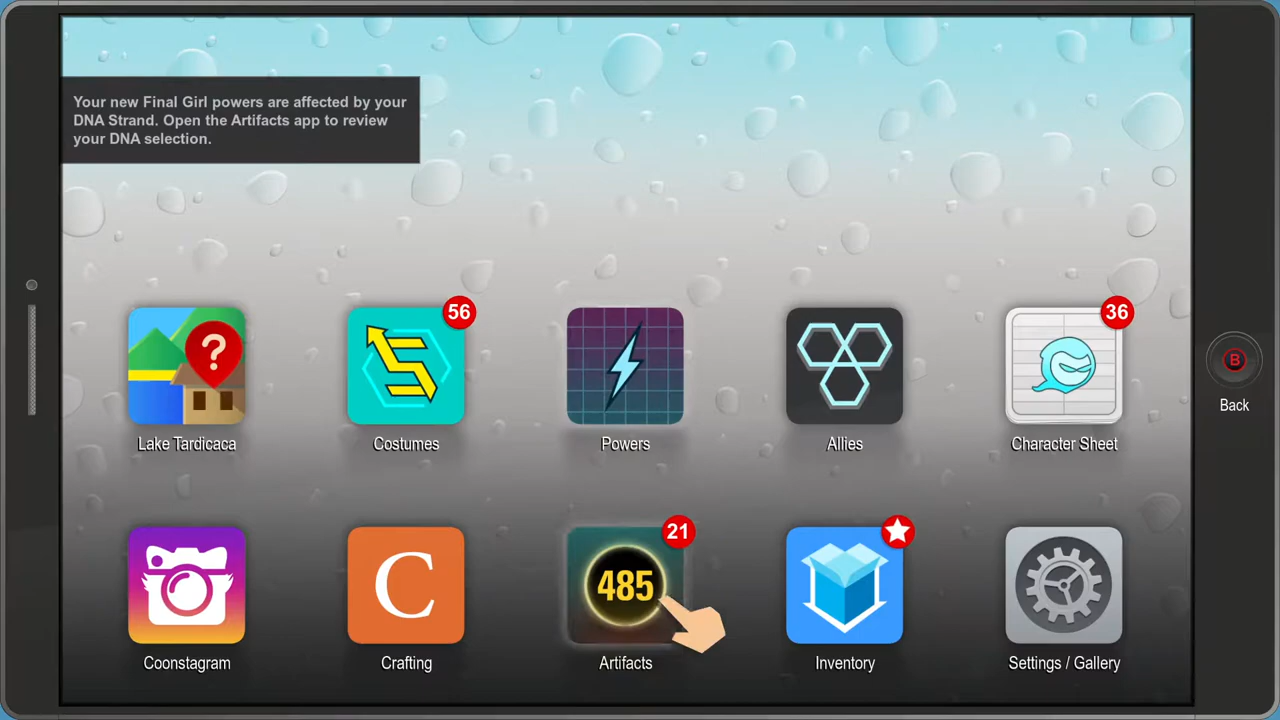 Your new Final Girl powers are affected by your
DNA Strand. Open the Artifacts app to review
your DNA selection.
?
56
36
Lake Tardicaca
Costumes
Powers
Allies
Character Sheet
B
Back
21
C
485
Coonstagram
Crafting
Artifacts
Inventory
Settings / Gallery